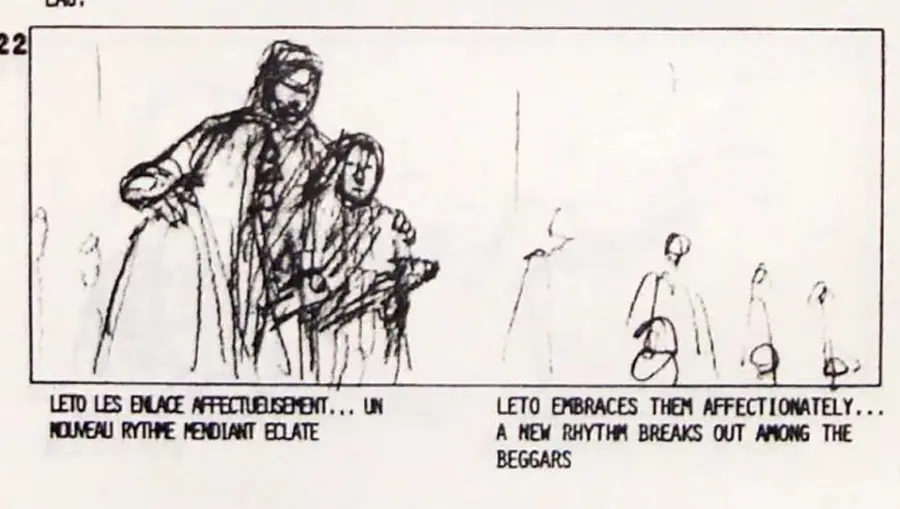 EAU.
22
LETO LES ENLACE AFFECTUEUSEMENT... UN
NOUVEAU RYTHME MENDIANT ECLATE
LETO EMBRACES THEM AFFECTIONATELY...
A NEW RHYTHM BREAKS OUT AMONG THE
BEGGARS